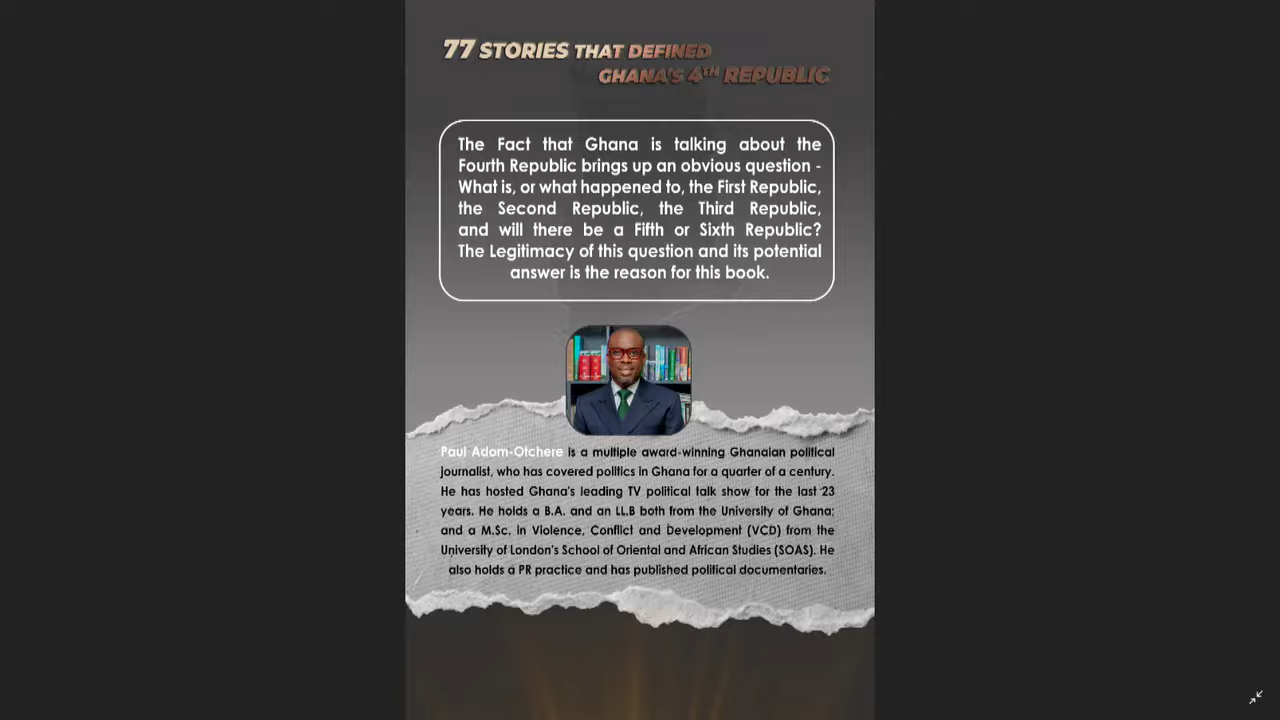 77 STORIES THAT DEFINED
GHANA'S 4TH REPUBLIC
The Fact that Ghana is talking about the
Fourth Republic brings up an obvious question -
What is, or what happened to, the First Republic,
the Second Republic, the Third Republic,
and will there be a Fifth or Sixth Republic?
The Legitimacy of this question and its potential
answer is the reason for this book.
Paul Adom-Otchere is a multiple award-winning Ghanaian political
journalist, who has covered politics in Ghana for a quarter of a century.
He has hosted Ghana's leading TV political talk show for the last 23
years. He holds a B.A. and an LL.B both from the University of Ghana;
and a M.Sc. in Violence, Conflict and Development (VCD) from the
University of London's School of Oriental and African Studies (SOAS). He
also holds a PR practice and has published political documentaries.